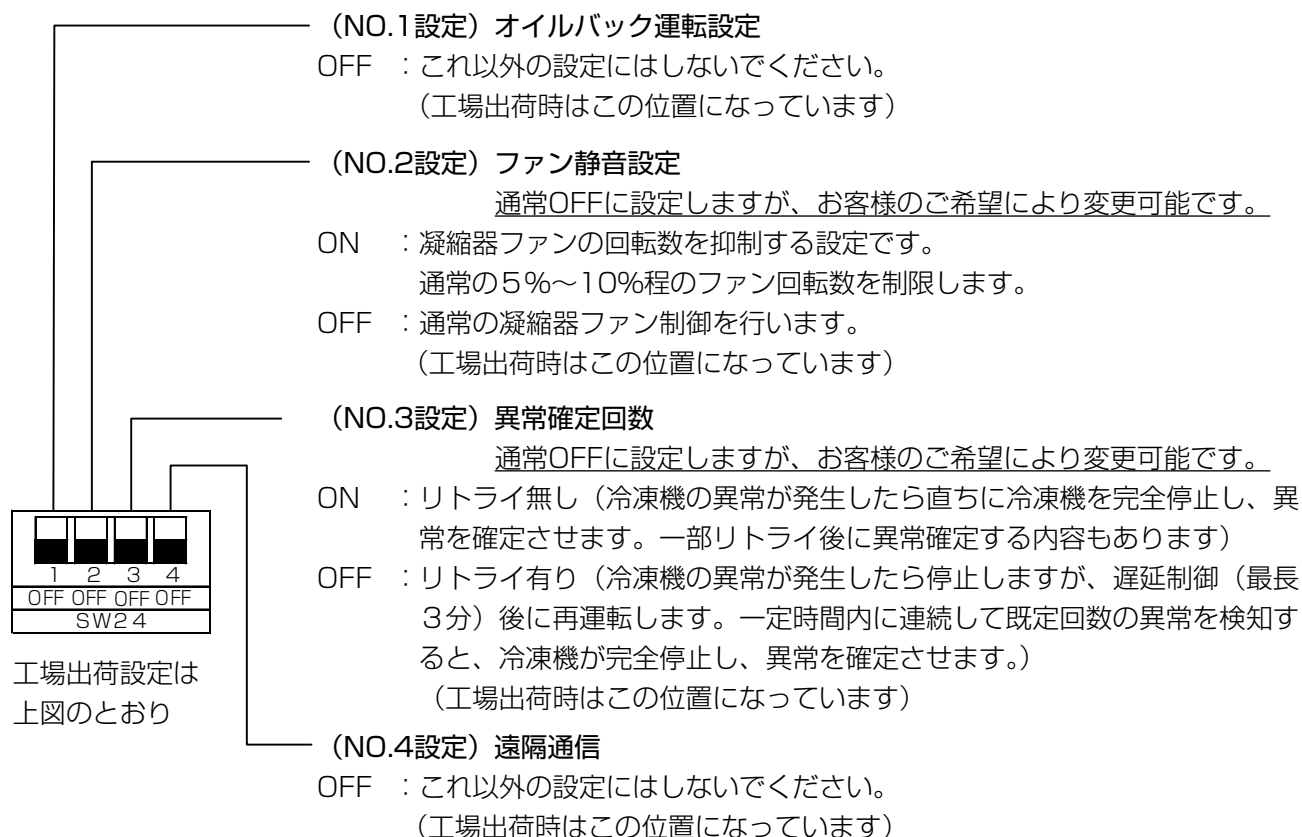 （NO.1設定）オイルバック運転設定
OFF ：これ以外の設定にはしないでください。
（工場出荷時はこの位置になっています）
（NO.2設定）ファン静音設定
通常OFFに設定しますが、お客様のご希望により変更可能です。
ON ：凝縮器ファンの回転数を抑制する設定です。
通常の５％～10％程のファン回転数を制限します。
OFF ：通常の凝縮器ファン制御を行います。
（工場出荷時はこの位置になっています）
（NO.3設定）異常確定回数
通常OFFに設定しますが、お客様のご希望により変更可能です。
ON ：リトライ無し（冷凍機の異常が発生したら直ちに冷凍機を完全停止し、異
常を確定させます。一部リトライ後に異常確定する内容もあります）
OFF ：リトライ有り（冷凍機の異常が発生したら停止しますが、遅延制御（最長
３分）後に再運転します。一定時間内に連続して既定回数の異常を検知す
ると、冷凍機が完全停止し、異常を確定させます。）
（工場出荷時はこの位置になっています）
（NO.4設定）遠隔通信
OFF ：これ以外の設定にはしないでください。
（工場出荷時はこの位置になっています）
1 2 3 4
OFF OFF OFF OFF
SW24
工場出荷設定は
上図のとおり